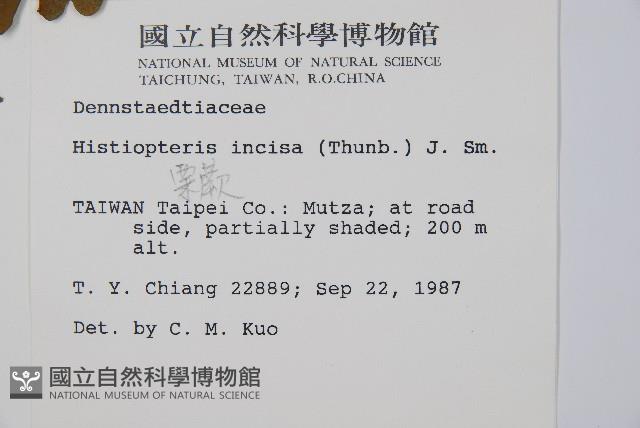 國立自然科學博物館
NATIONAL MUSEUM OF NATURAL SCIENCE
TAICHUNG, TAIWAN, R.O.CHINA
Dennstaedtiaceae
Histiopteris incisa (Thunb.) J. Sm.
栗蕨
TAIWAN Taipei Co.: Mutza; at road
side, partially shaded; 200 m
alt.
T. Y. Chiang 22889; Sep 22, 1987
Det. by C. M. Kuo
國立自然科學博物館
NATIONAL MUSEUM OF NATURAL SCIENCE